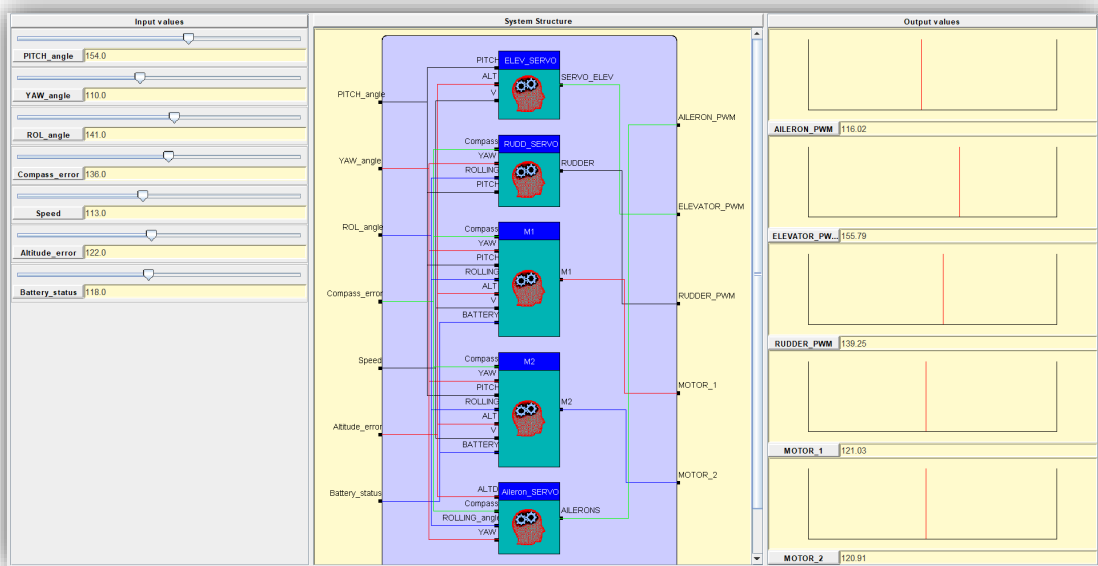 Input values
PITCH_angle 154.0
YAW_angle 110.0
ROL_angle 141.0
Compass_error 136.0
Speed 113.0
Altitude_error 122.0
Battery_status 118.0
System Structure
PITCH_angle
YAW_angle
ROL_angle
Compass_error
Speed
Altitude_error
Battery_status
ELEV_SERVO
PITCH
ALT
V
SERVO_ELEV
RUDD_SERVO
Compass
YAW
ROLLING
PITCH
RUDDER
M1
Compass
YAW
PITCH
ROLLING
ALT
V
BATTERY
M1
M2
Compass
YAW
PITCH
ROLLING
ALT
V
BATTERY
M2
Aileron_SERVO
ALTD
Compass
ROLLING_angle
YAW
AILERONS
AILERON_PWM
ELEVATOR_PWM
RUDDER_PWM
MOTOR_1
MOTOR_2
Output values
AILERON_PWM 116.02
ELEVATOR_PW... 155.79
RUDDER_PWM 139.25
MOTOR_1 121.03
MOTOR_2 120.91